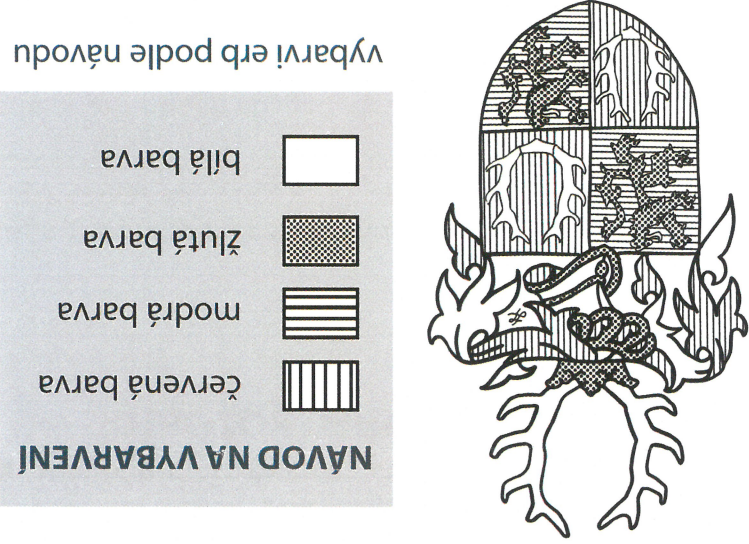 NÁVOD NA VYBARVENÍ
červená barva
modrá barva
žlutá barva
bílá barva
vybarvi erb podle návodu